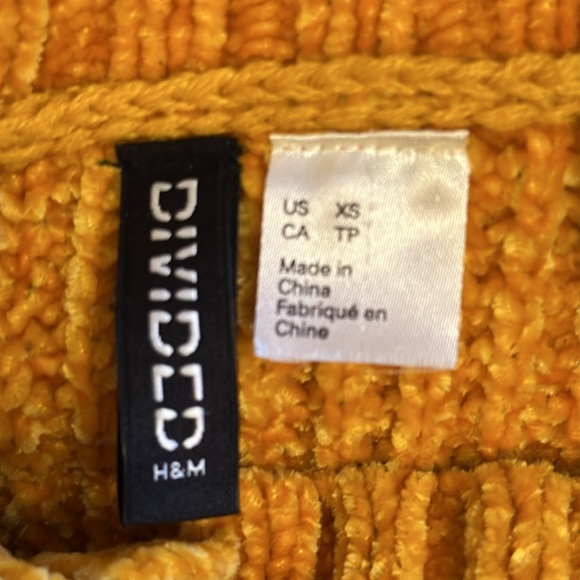 DIVIDED
H&M
US XS
CA TP
Made in
China
Fabriqué en
Chine